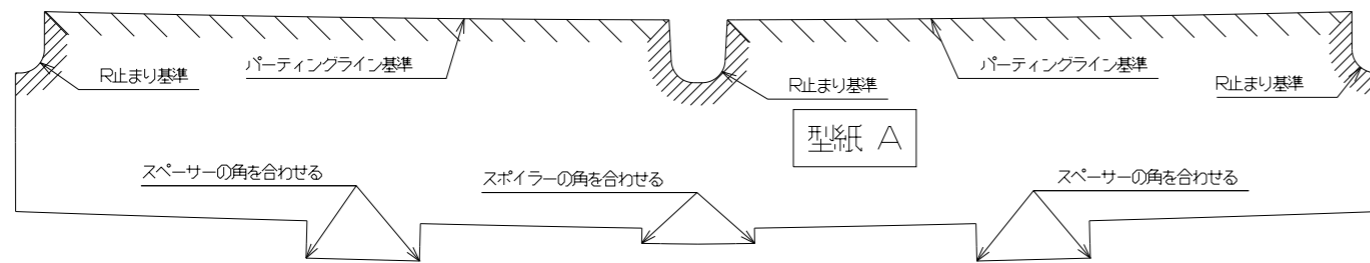 R止まり基準
パーティングライン基準
R止まり基準
パーティングライン基準
R止まり基準
型紙 A
スペーサーの角を合わせる
スポイラーの角を合わせる
スペーサーの角を合わせる